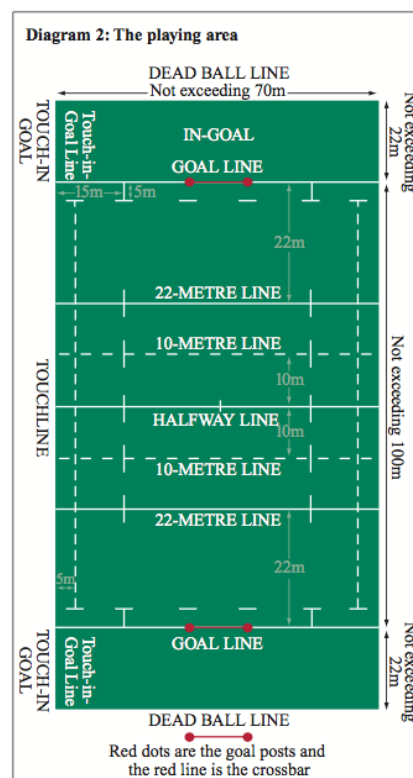 Diagram 2: The playing area
DEAD BALL LINE
Not exceeding 70m
TOUCH-IN
GOAL
Touch-in-
Goal Line
IN-GOAL
Not exceeding
22m
GOAL LINE
15m
5m
22m
22-METRE LINE
10-METRE LINE
10m
TOUCHLINE
HALFWAY LINE
Not exceeding 100m
10m
10-METRE LINE
22-METRE LINE
22m
5m
TOUCH-IN
GOAL
Touch-in-
Goal Line
GOAL LINE
Not exceeding
22m
DEAD BALL LINE
Red dots are the goal posts and
the red line is the crossbar